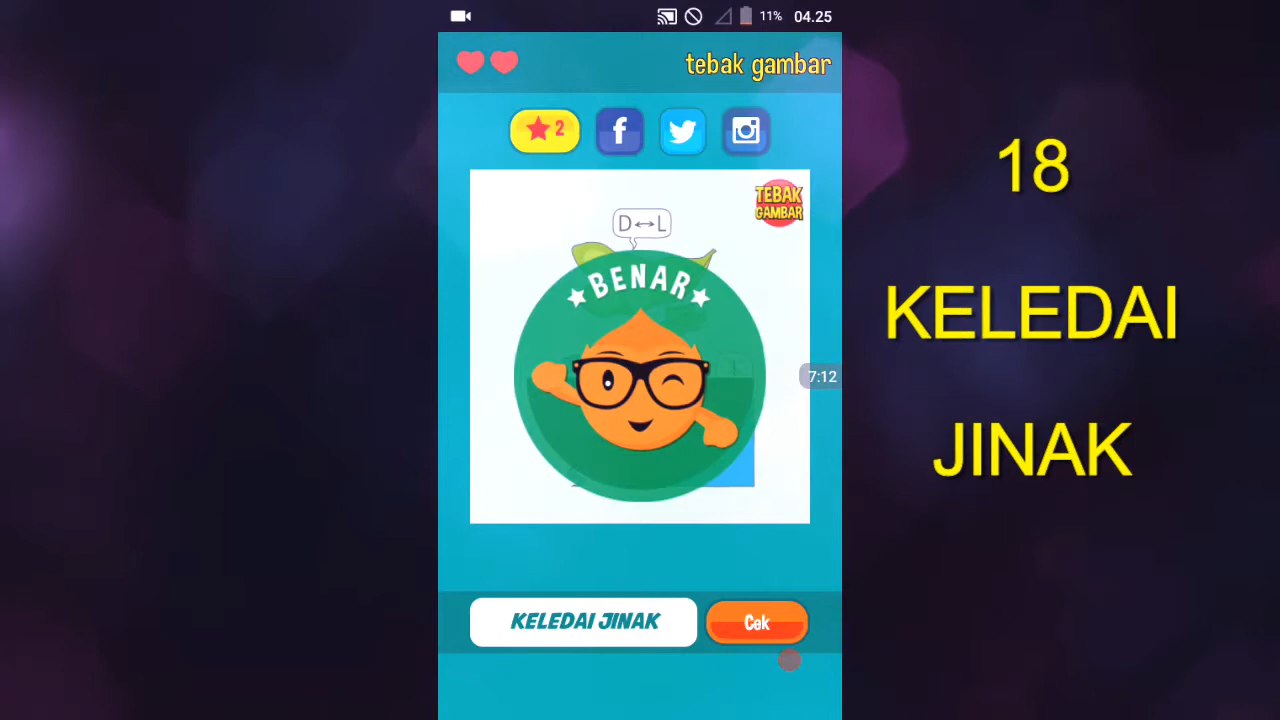 11% 04.25
tebak gambar
2
TEBAK
GAMBAR
D↔L
BENAR
7:12
KELEDAI JINAK
Cek
18
KELEDAI
JINAK